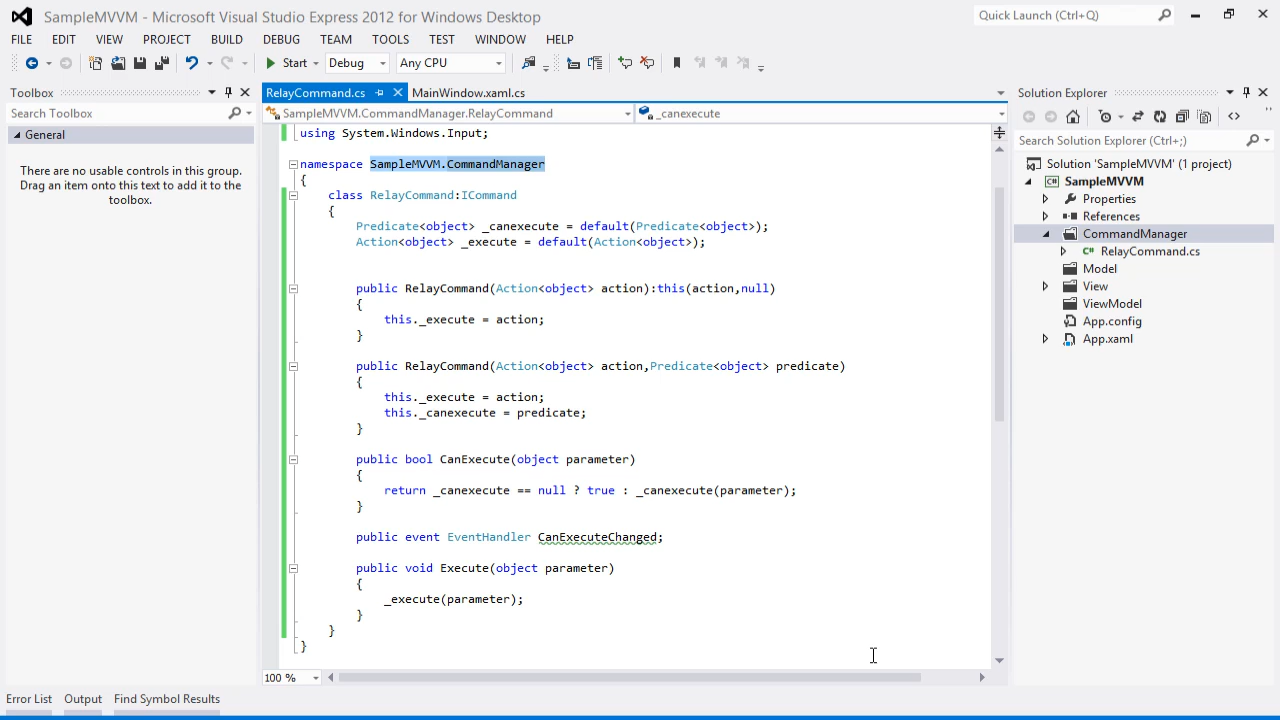 SampleMVVM - Microsoft Visual Studio Express 2012 for Windows Desktop
Quick Launch (Ctrl+Q)
FILE EDIT VIEW PROJECT BUILD DEBUG TEAM TOOLS TEST WINDOW HELP
Start Debug Any CPU
Toolbox
Search Toolbox
General
There are no usable controls in this group.
Drag an item onto this text to add it to the
toolbox.
RelayCommand.cs MainWindow.xaml.cs
SampleMVVM.CommandManager.RelayCommand _canexecute
using System.Windows.Input;
namespace SampleMVVM.CommandManager
{
class RelayCommand:ICommand
{
Predicate<object> _canexecute = default(Predicate<object>);
Action<object> _execute = default(Action<object>);
public RelayCommand(Action<object> action):this(action,null)
{
this._execute = action;
}
public RelayCommand(Action<object> action,Predicate<object> predicate)
{
this._execute = action;
this._canexecute = predicate;
}
public bool CanExecute(object parameter)
{
return _canexecute == null ? true : _canexecute(parameter);
}
public event EventHandler CanExecuteChanged;
public void Execute(object parameter)
{
_execute(parameter);
}
}
}
100 %
Solution Explorer
Search Solution Explorer (Ctrl+;)
Solution 'SampleMVVM' (1 project)
C# SampleMVVM
Properties
References
CommandManager
C# RelayCommand.cs
Model
View
ViewModel
App.config
App.xaml
Error List Output Find Symbol Results